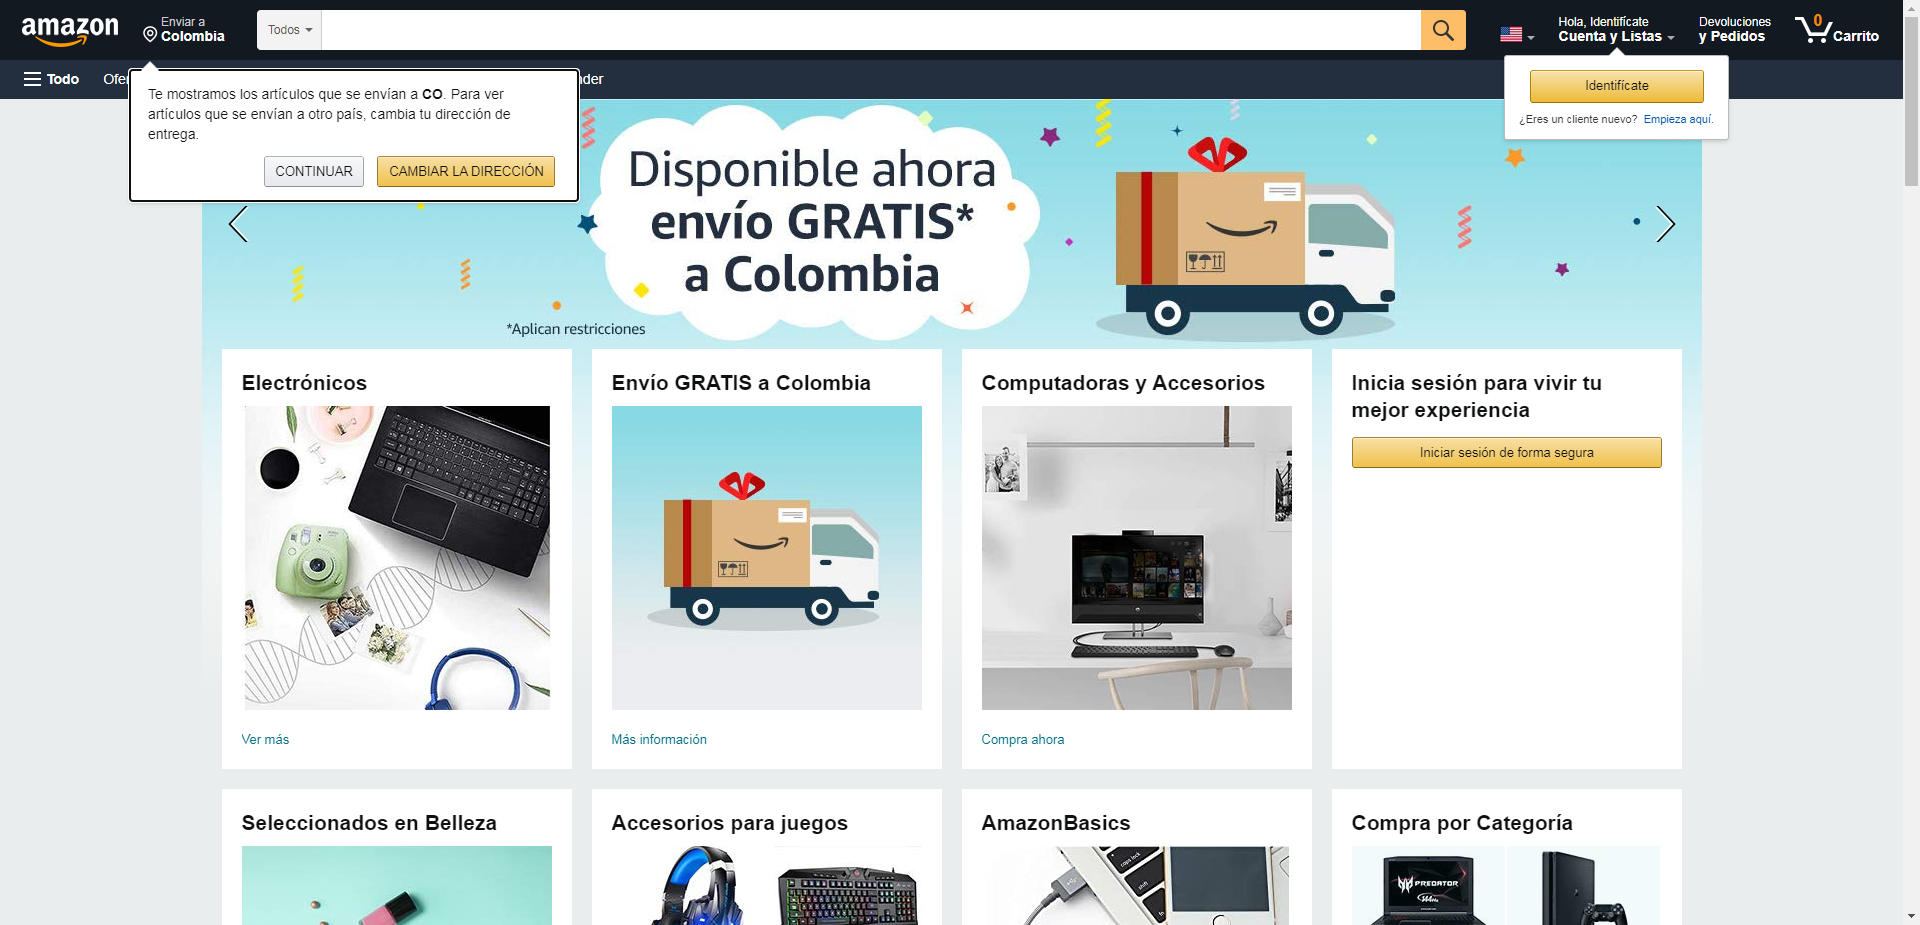 amazon
Enviar a
Colombia
Todos
Hola, Identifícate
Cuenta y Listas
Devoluciones
y Pedidos
0
Carrito
Todo
Te mostramos los artículos que se envían a CO. Para ver
artículos que se envían a otro país, cambia tu dirección de
entrega.
CONTINUAR
CAMBIAR LA DIRECCIÓN
Identifícate
¿Eres un cliente nuevo? Empieza aquí.
Disponible ahora
envío GRATIS*
a Colombia
*Aplican restricciones
Electrónicos
Ver más
Envío GRATIS a Colombia
Más información
Computadoras y Accesorios
Compra ahora
Inicia sesión para vivir tu
mejor experiencia
Iniciar sesión de forma segura
Seleccionados en Belleza
Accesorios para juegos
AmazonBasics
caps lock
shift
Compra por Categoría
PREDATOR